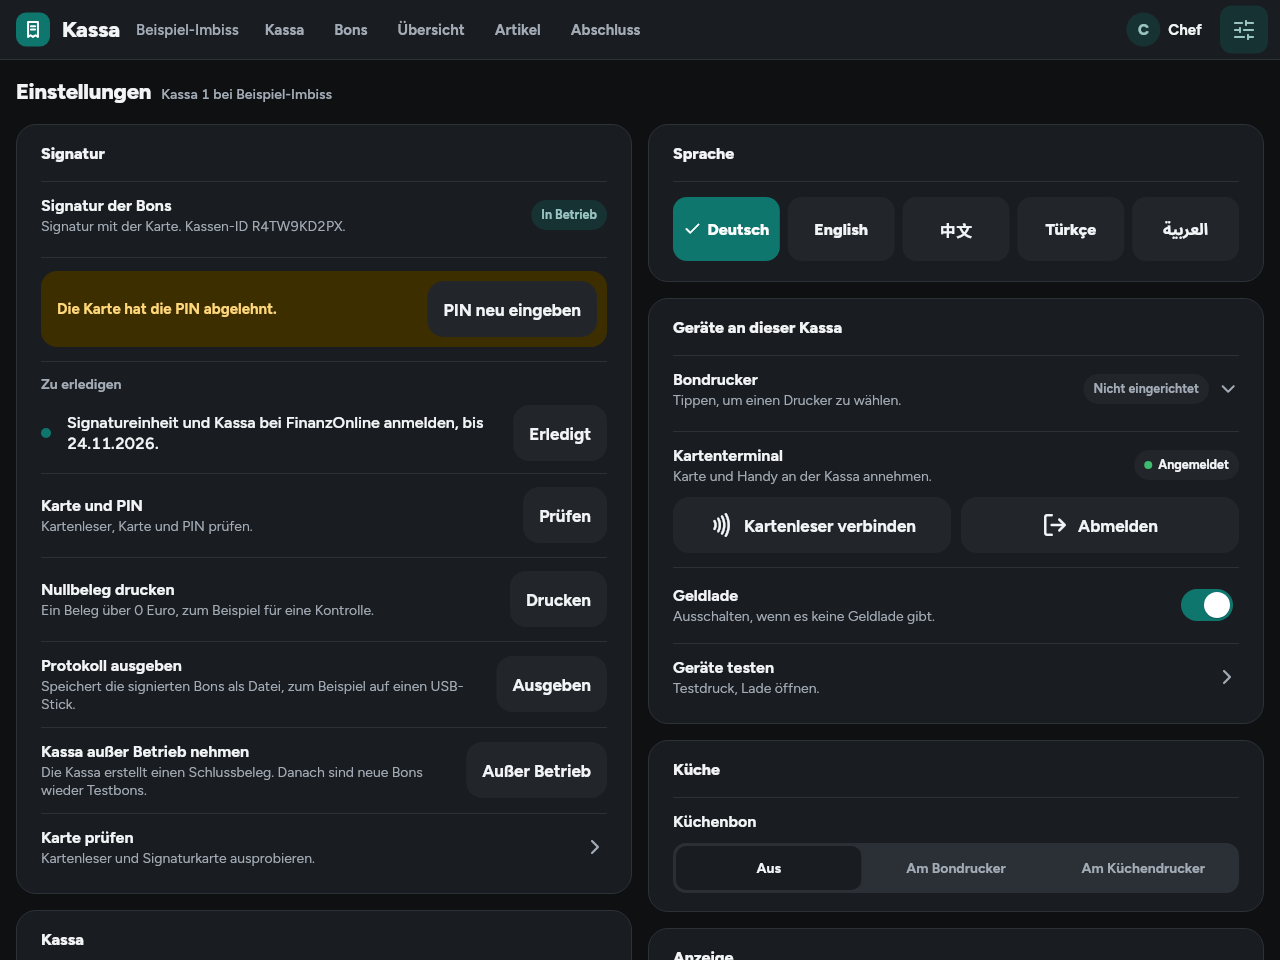 Kassa
Beispiel-Imbiss
Kassa
Bons
Übersicht
Artikel
Abschluss
C
Chef
Einstellungen
Kassa 1 bei Beispiel-Imbiss
Signatur
Signatur der Bons
Signatur mit der Karte. Kassen-ID R4TW9KD2PX.
In Betrieb
Die Karte hat die PIN abgelehnt.
PIN neu eingeben
Zu erledigen
Signatureinheit und Kassa bei FinanzOnline anmelden, bis
24.11.2026.
Erledigt
Karte und PIN
Kartenleser, Karte und PIN prüfen.
Prüfen
Nullbeleg drucken
Ein Beleg über 0 Euro, zum Beispiel für eine Kontrolle.
Drucken
Protokoll ausgeben
Speichert die signierten Bons als Datei, zum Beispiel auf einen USB-
Stick.
Ausgeben
Kassa außer Betrieb nehmen
Die Kassa erstellt einen Schlussbeleg. Danach sind neue Bons
wieder Testbons.
Außer Betrieb
Karte prüfen
Kartenleser und Signaturkarte ausprobieren.
Kassa
Sprache
Deutsch
English
中文
Türkçe
العربية
Geräte an dieser Kassa
Bondrucker
Tippen, um einen Drucker zu wählen.
Nicht eingerichtet
Kartenterminal
Karte und Handy an der Kassa annehmen.
Angemeldet
Kartenleser verbinden
Abmelden
Geldlade
Ausschalten, wenn es keine Geldlade gibt.
Geräte testen
Testdruck, Lade öffnen.
Küche
Küchenbon
Aus
Am Bondrucker
Am Küchendrucker
Anzeige